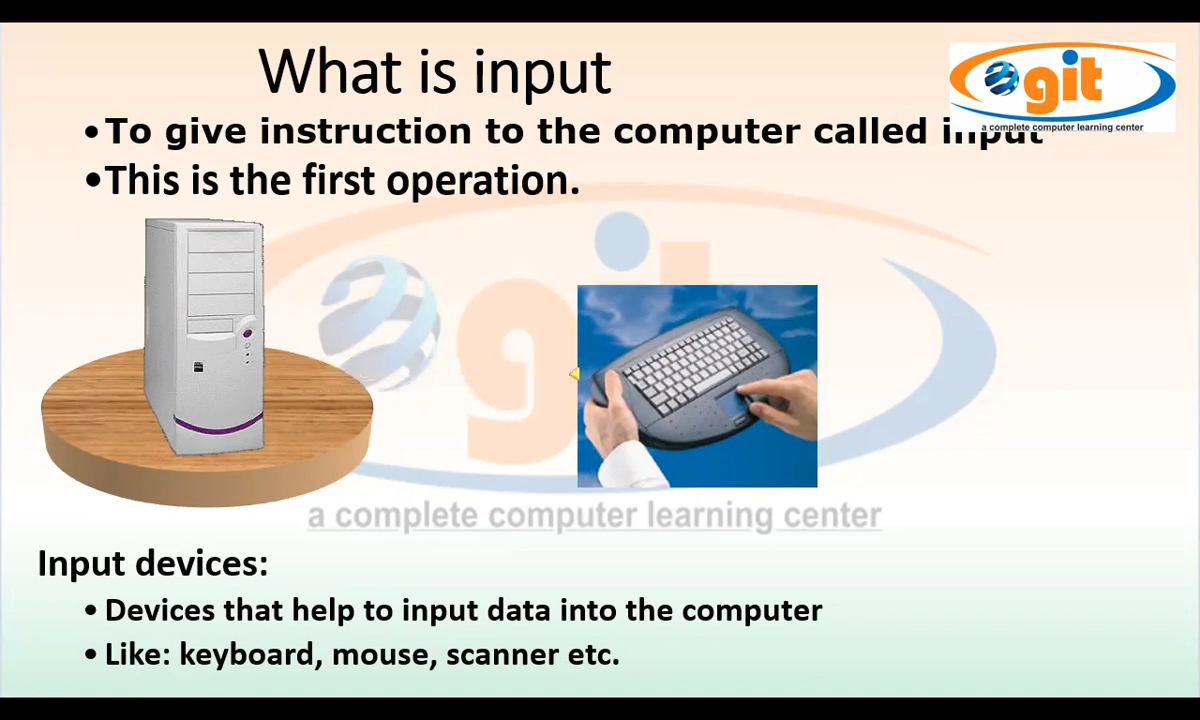 What is input
git
a complete computer learning center
•To give instruction to the computer called input
•This is the first operation.
git
a complete computer learning center
Input devices:
• Devices that help to input data into the computer
• Like: keyboard, mouse, scanner etc.